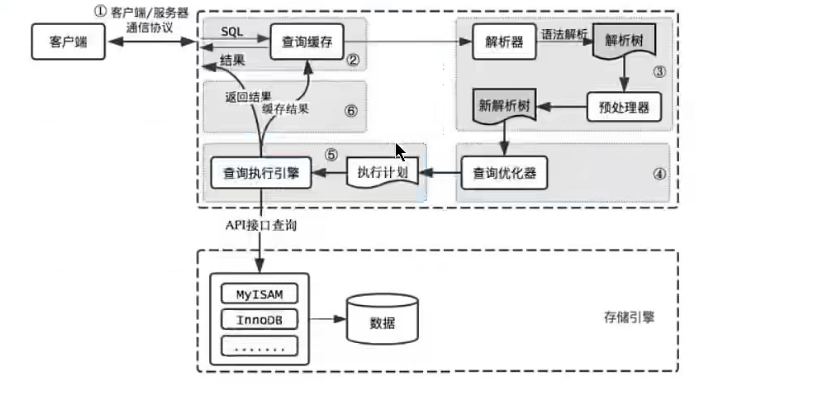 ① 客户端/服务器
通信协议
客户端
SQL
查询缓存
②
结果
解析器
语法解析
解析树
③
新解析树
预处理器
返回结果
缓存结果
⑥
⑤
查询执行引擎
执行计划
查询优化器
④
API接口查询
MyISAM
InnoDB
.......
数据
存储引擎